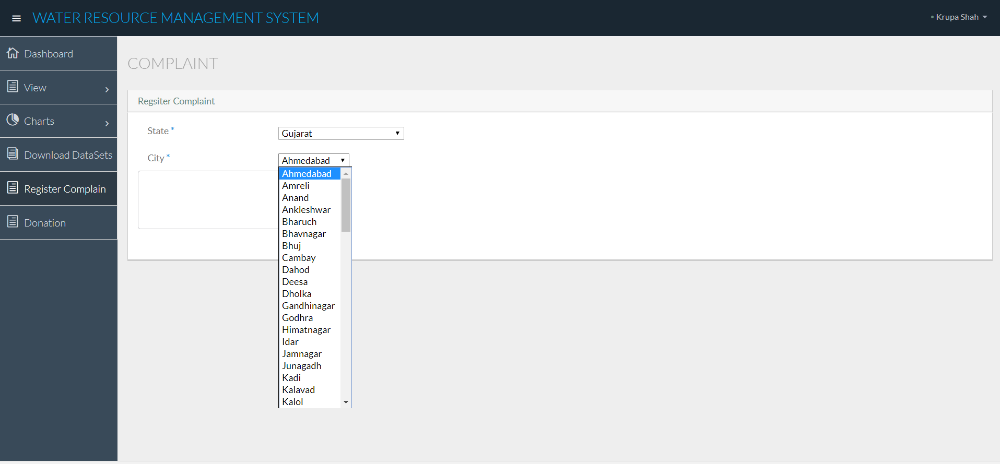 WATER RESOURCE MANAGEMENT SYSTEM
Krupa Shah
Dashboard
View
Charts
Download DataSets
Register Complain
Donation
COMPLAINT
Regsiter Complaint
State *
Gujarat
City *
Ahmedabad
Ahmedabad
Amreli
Anand
Ankleshwar
Bharuch
Bhavnagar
Bhuj
Cambay
Dahod
Deesa
Dholka
Gandhinagar
Godhra
Himatnagar
Idar
Jamnagar
Junagadh
Kadi
Kalavad
Kalol